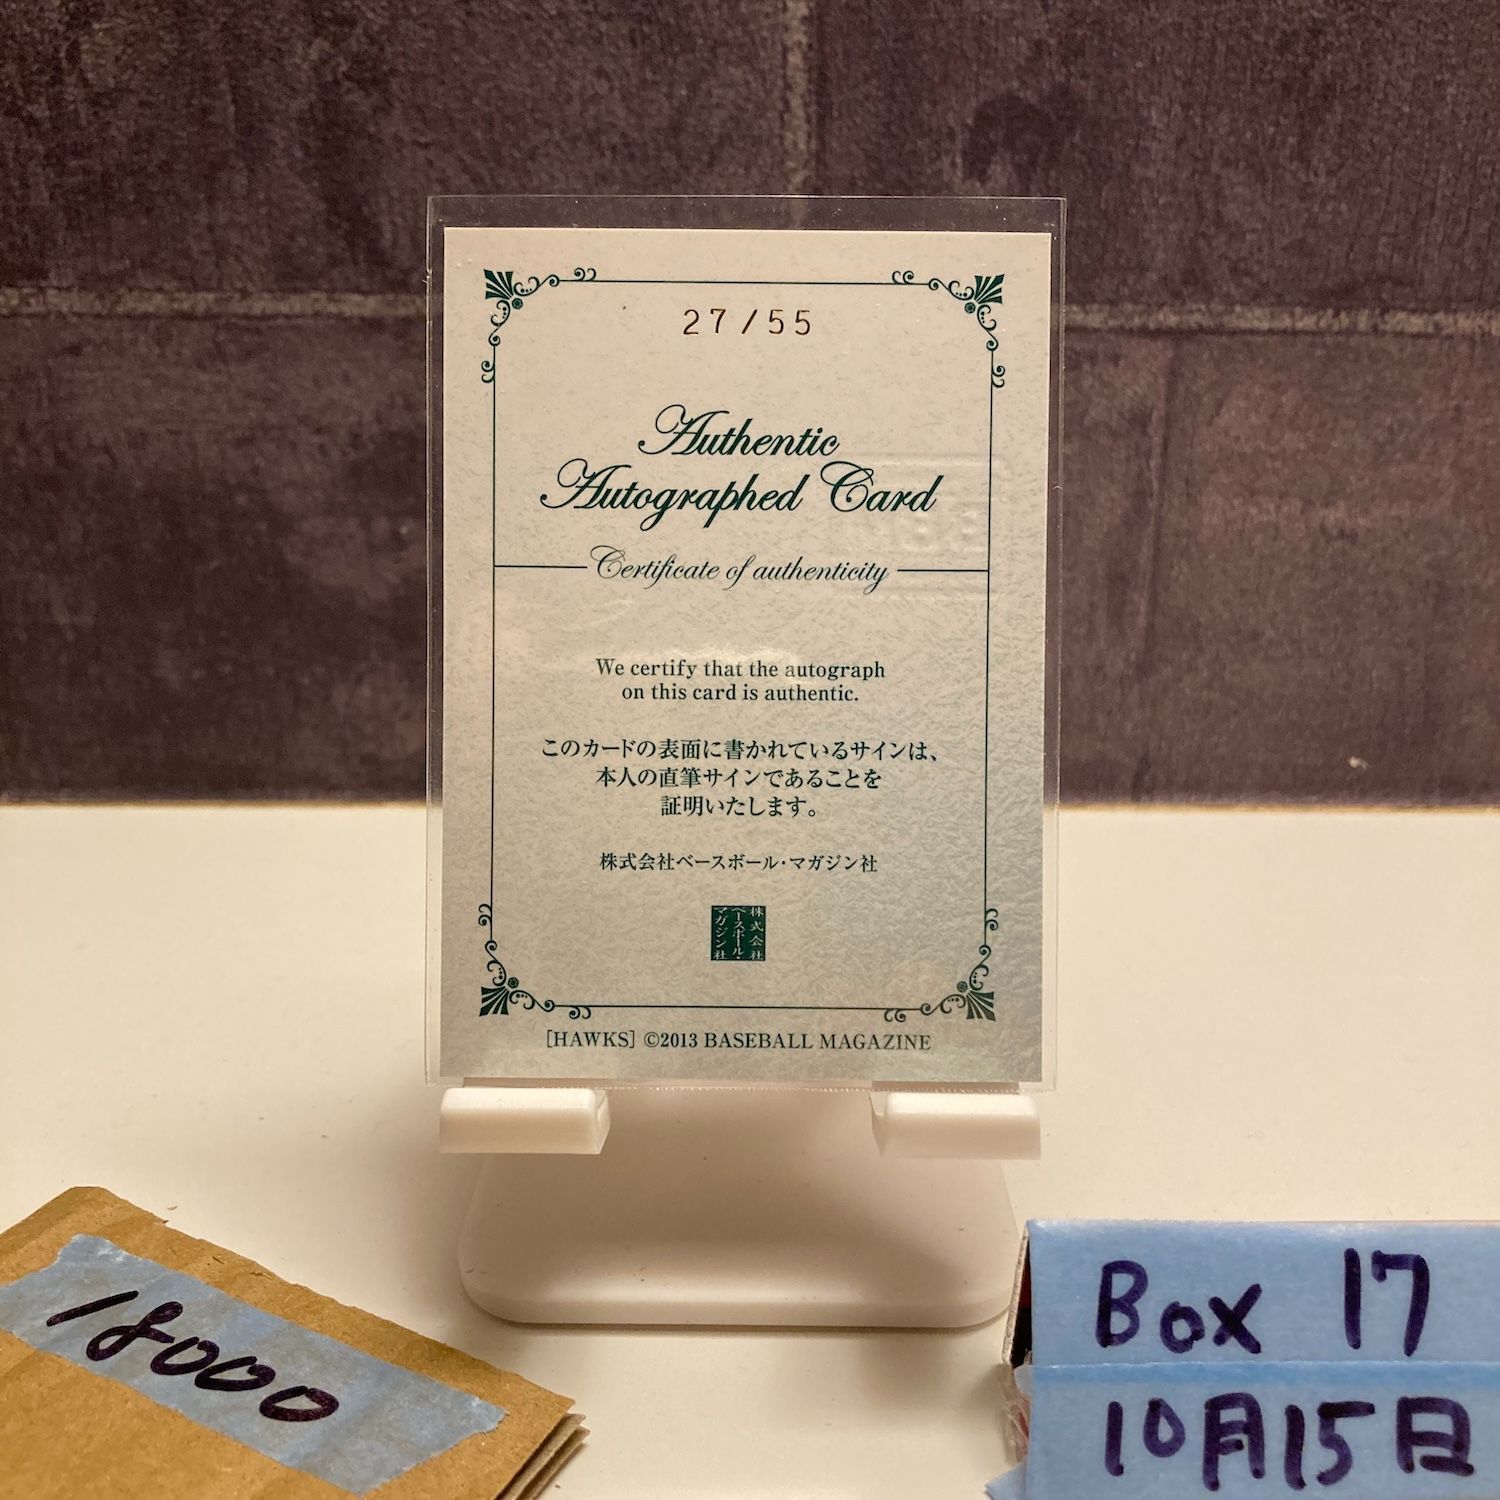 27/55
Authentic
Autographed Card
Certificate of authenticity
We certify that the autograph
on this card is authentic.
このカードの表面に書かれているサインは、
本人の直筆サインであることを
証明いたします。
株式会社ベースボール・マガジン社
株式会社
ベースボール・
マガジン社
[HAWKS] ©2013 BASEBALL MAGAZINE
18000
Box 17
10月15日